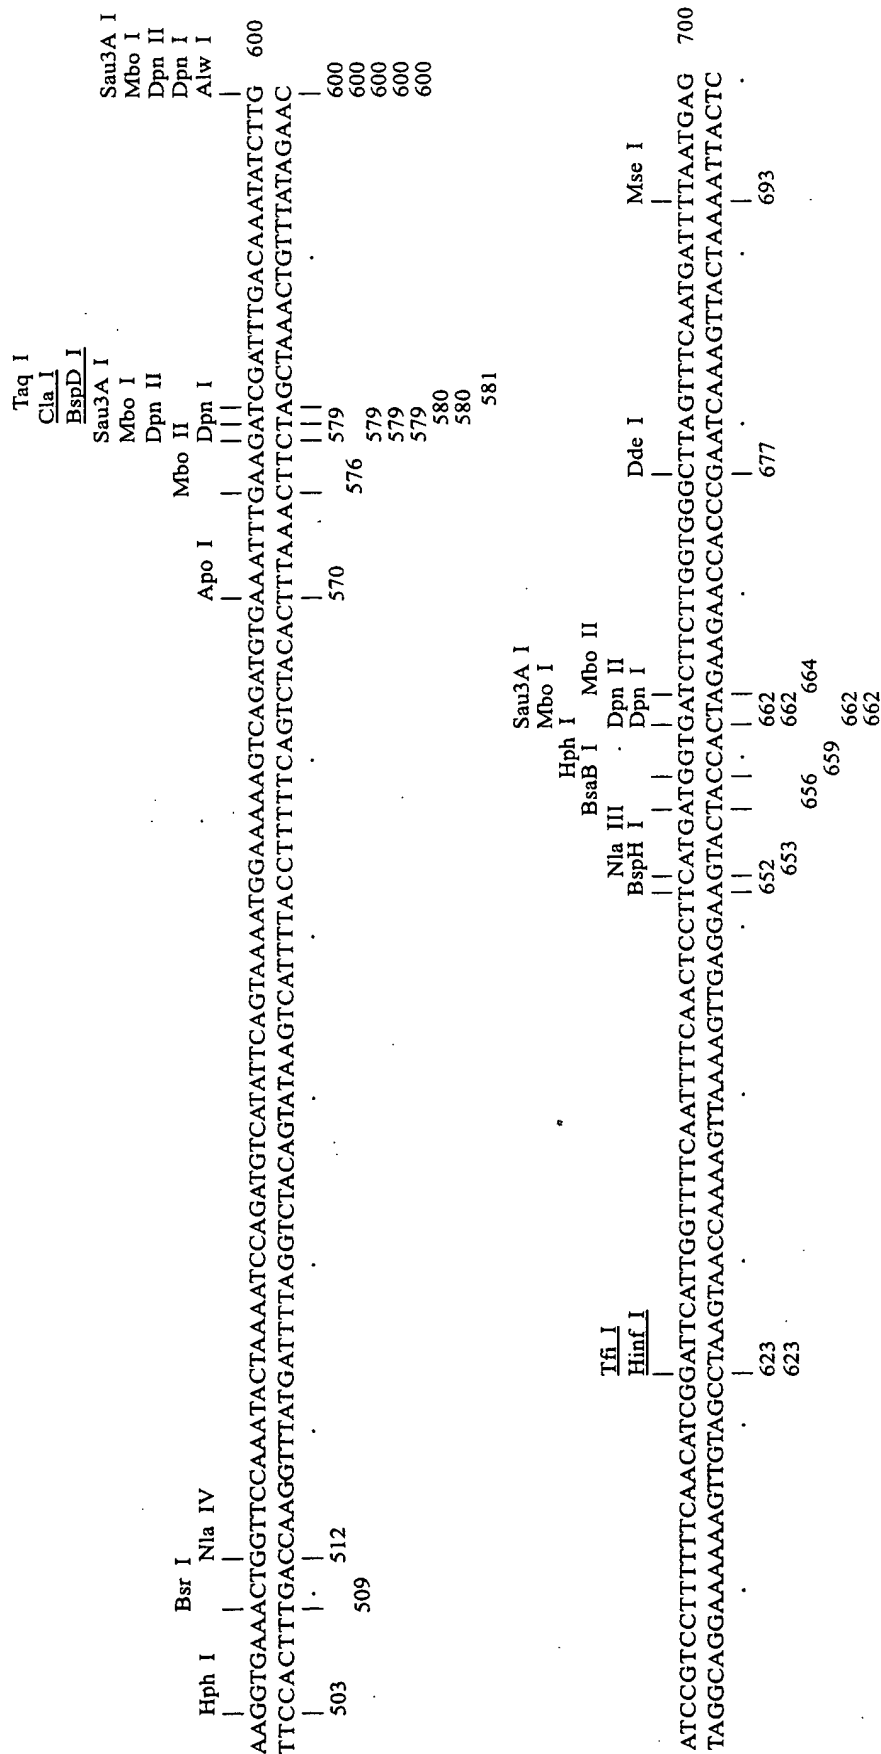 Taq I
Cla I
BspD I
Sau3A I Sau3A I
Mbo I Mbo I
Dpn II Dpn II
Bsr I Mbo II Dpn I
Hph I Nla IV Apo I Dpn I Alw I
AAGGTGAAACTGGTTCCAAATACTAAAATCCAGATGTCATATTCAGTAAAATGGAAAAAGTCAGATGTGAAATTTGAAGATCGATTTGACAAATATCTTG 600
TTCCACTTTGACCAAGGTTTATGATTTTAGGTCTACAGTATAAGTCATTTTACCTTTTTCAGTCTACACTTTAAACTTCTAGCTAAACTGTTTATAGAAC
503 512 570 579 600
509 576 600
579 600
579 600
579 600
580
580
581
Sau3A I
Mbo I
Hph I
BsaB I Mbo II
Tfi I Nla III Dpn II
Hinf I BspH I Dpn I Dde I Mse I
ATCCGTCCTTTTTTCAACATCGGATTCATTGGTTTTCAATTTTCAACTCCTTCATGATGGTGATCTTCTTGGTGGGCTTAGTTTCAATGATTTTAATGAG 700
TAGGCAGGAAAAAAGTTGTAGCCTAAGTAACCAAAAGTTAAAAGTTGAGGAAGTACTACCACTAGAAGAACCACCCGAATCAAAGTTACTAAAATTACTC
623 652 662 677 693
623 653 662
656 664
659
662
662